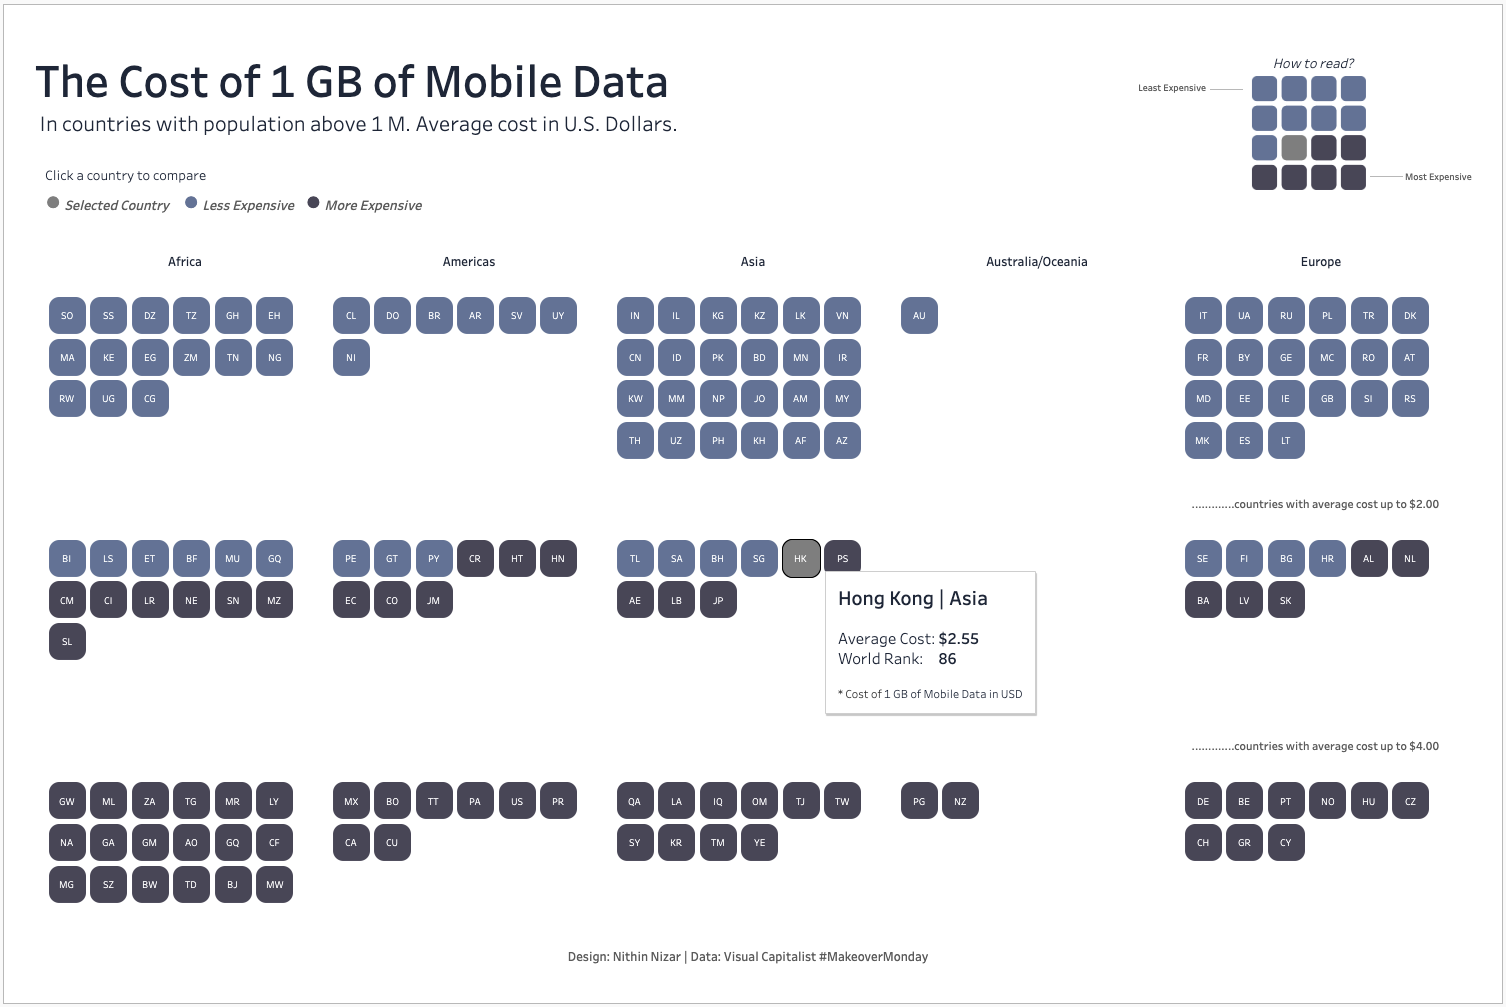 The Cost of 1 GB of Mobile Data
In countries with population above 1 M. Average cost in U.S. Dollars.
How to read?
Least Expensive
Most Expensive
Click a country to compare
Selected Country Less Expensive More Expensive
Africa Americas Asia Australia/Oceania Europe
SO SS DZ TZ GH EH CL DO BR AR SV UY IN IL KG KZ LK VN AU IT UA RU PL TR DK
MA KE EG ZM TN NG NI CN ID PK BD MN IR FR BY GE MC RO AT
RW UG CG KW MM NP JO AM MY MD EE IE GB SI RS
TH UZ PH KH AF AZ MK ES LT
.............countries with average cost up to $2.00
BI LS ET BF MU GQ PE GT PY CR HT HN TL SA BH SG HK PS SE FI BG HR AL NL
CM CI LR NE SN MZ EC CO JM AE LB JP BA LV SK
SL
Hong Kong | Asia
Average Cost: $2.55
World Rank: 86
* Cost of 1 GB of Mobile Data in USD
.............countries with average cost up to $4.00
GW ML ZA TG MR LY MX BO TT PA US PR QA LA IQ OM TJ TW PG NZ DE BE PT NO HU CZ
NA GA GM AO GQ CF CA CU SY KR TM YE CH GR CY
MG SZ BW TD BJ MW
Design: Nithin Nizar | Data: Visual Capitalist #MakeoverMonday